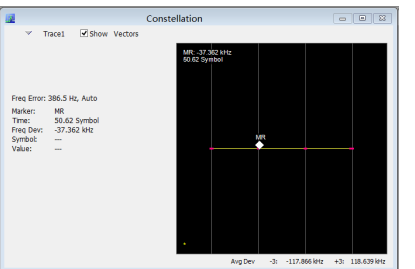 Constellation
Trace1 Show Vectors
MR: -37.362 kHz
50.62 Symbol
Freq Error: 386.5 Hz, Auto
Marker: MR
Time: 50.62 Symbol
Freq Dev: -37.362 kHz
Symbol: ---
Value: ---
MR
Avg Dev -3: -117.866 kHz +3: 118.639 kHz